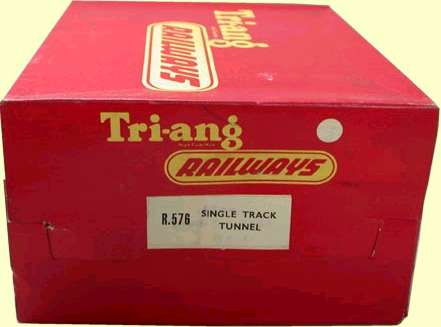 Tri-ang
RAILWAYS
Tri-ang
RAILWAYS
R.576 SINGLE TRACK
TUNNEL